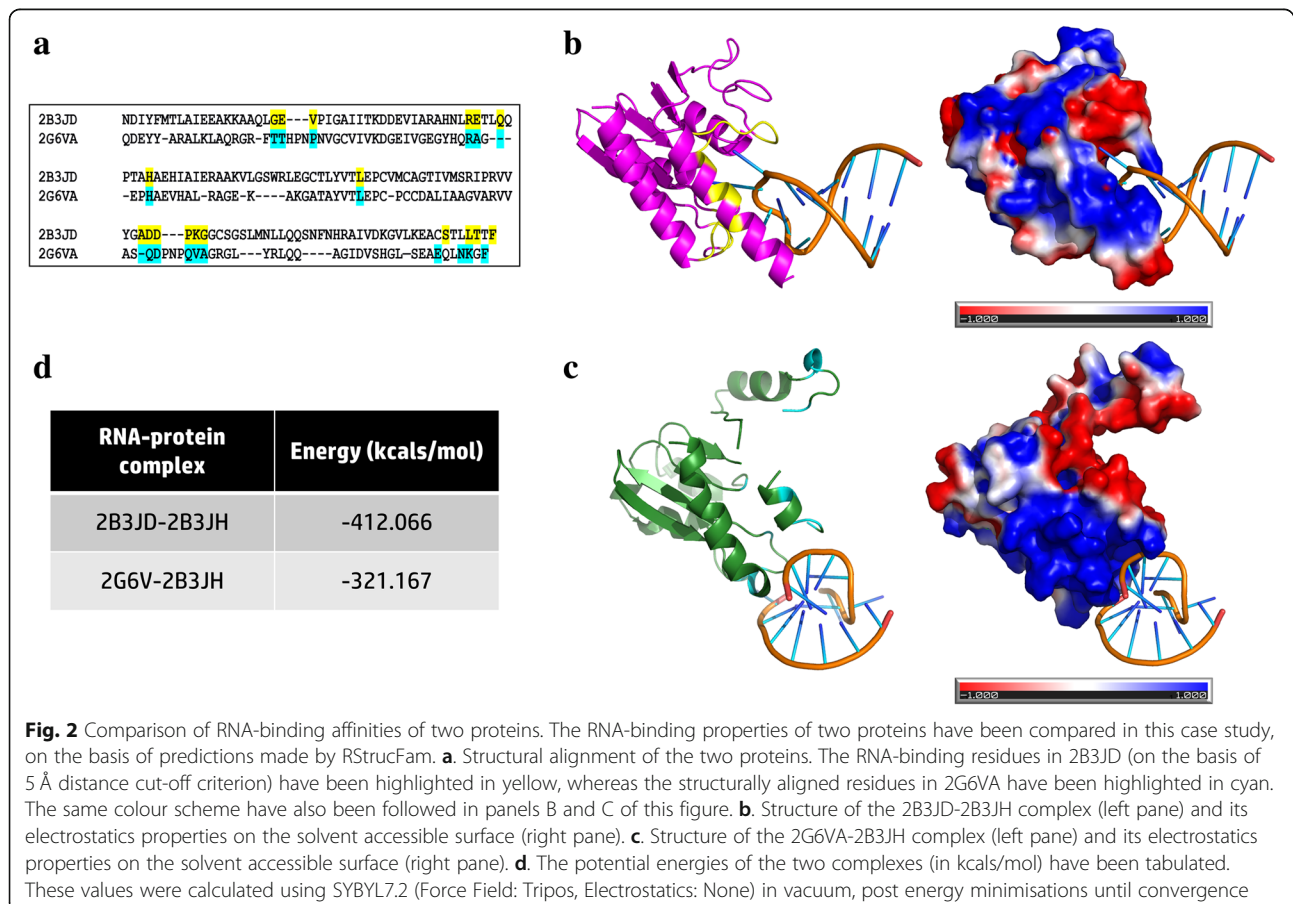 a
2B3JD NDIYFMTLAIEEAKKAAQLGE---VPIGAIITKDDEVIARAHNLRETLQQ
2G6VA QDEYY-ARALKLAQRGR-FTTHPNPNVGCVIVKDGEIVGEGYHQRAG---
2B3JD PTAHAEHIAIERAAKVLGSWRLEGCTLYVTLEPCVMCAGTIVMSRIPRVV
2G6VA -EPHAEVHAL-RAGE-K----AKGATAYVTLEPC-PCCDALIAAGVARVV
2B3JD YGADD---PKGGCSGSLMNLLQQSNFNHRAIVDKGVLKEACSTLLTTF
2G6VA AS-QDPNPQVAGRGL---YRLQQ----AGIDVSHGL-SEAEQLNKGF
b
-1.000 1.000
d
RNA-protein complex Energy (kcals/mol)
2B3JD-2B3JH -412.066
2G6V-2B3JH -321.167
c
-1.000 1.000
Fig. 2 Comparison of RNA-binding affinities of two proteins. The RNA-binding properties of two proteins have been compared in this case study,
on the basis of predictions made by RStrucFam. a. Structural alignment of the two proteins. The RNA-binding residues in 2B3JD (on the basis of
5 Å distance cut-off criterion) have been highlighted in yellow, whereas the structurally aligned residues in 2G6VA have been highlighted in cyan.
The same colour scheme have also been followed in panels B and C of this figure. b. Structure of the 2B3JD-2B3JH complex (left pane) and its
electrostatics properties on the solvent accessible surface (right pane). c. Structure of the 2G6VA-2B3JH complex (left pane) and its electrostatics
properties on the solvent accessible surface (right pane). d. The potential energies of the two complexes (in kcals/mol) have been tabulated.
These values were calculated using SYBYL7.2 (Force Field: Tripos, Electrostatics: None) in vacuum, post energy minimisations until convergence